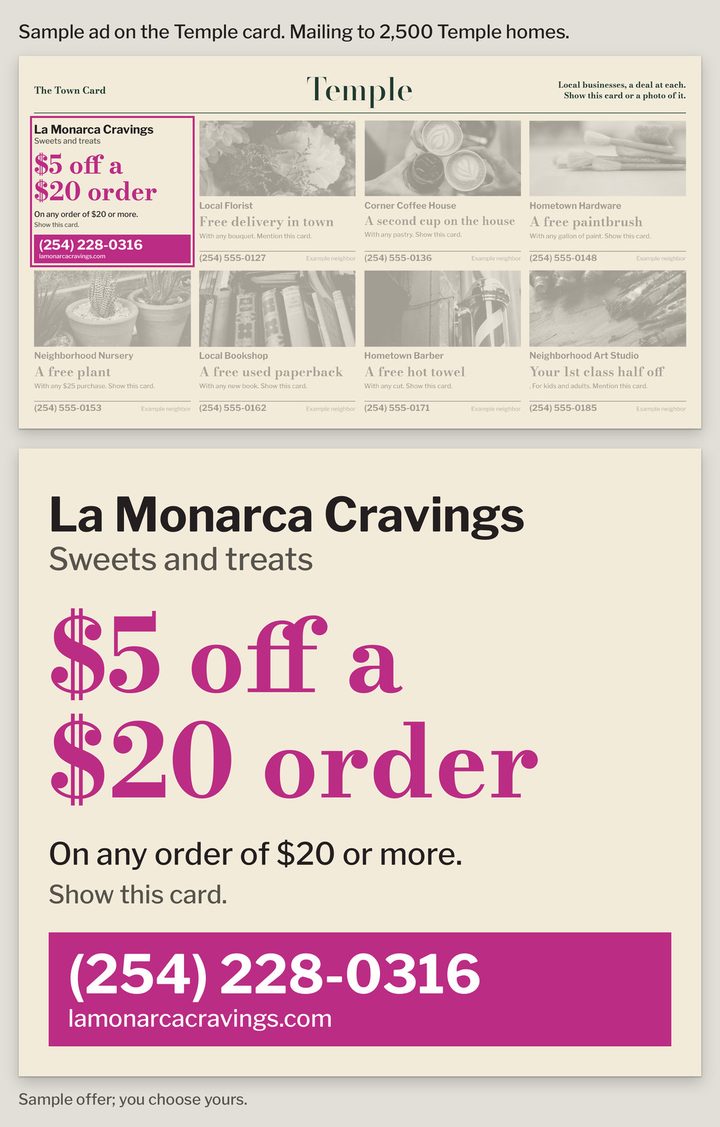 Sample ad on the Temple card. Mailing to 2,500 Temple homes.
The Town Card
Temple
Local businesses, a deal at each.
Show this card or a photo of it.
La Monarca Cravings
Sweets and treats
$5 off a
$20 order
On any order of $20 or more.
Show this card.
(254) 228-0316
lamonarcacravings.com
Local Florist
Free delivery in town
With any bouquet. Mention this card.
(254) 555-0127
Example neighbor
Corner Coffee House
A second cup on the house
With any pastry. Show this card.
(254) 555-0136
Example neighbor
Hometown Hardware
A free paintbrush
With any gallon of paint. Show this card.
(254) 555-0148
Example neighbor
Neighborhood Nursery
A free plant
With any $25 purchase. Show this card.
(254) 555-0153
Example neighbor
Local Bookshop
A free used paperback
With any new book. Show this card.
(254) 555-0162
Example neighbor
Hometown Barber
A free hot towel
With any cut. Show this card.
(254) 555-0171
Example neighbor
Neighborhood Art Studio
Your 1st class half off
For kids and adults. Mention this card.
(254) 555-0185
Example neighbor
La Monarca Cravings
Sweets and treats
$5 off a
$20 order
On any order of $20 or more.
Show this card.
(254) 228-0316
lamonarcacravings.com
Sample offer; you choose yours.